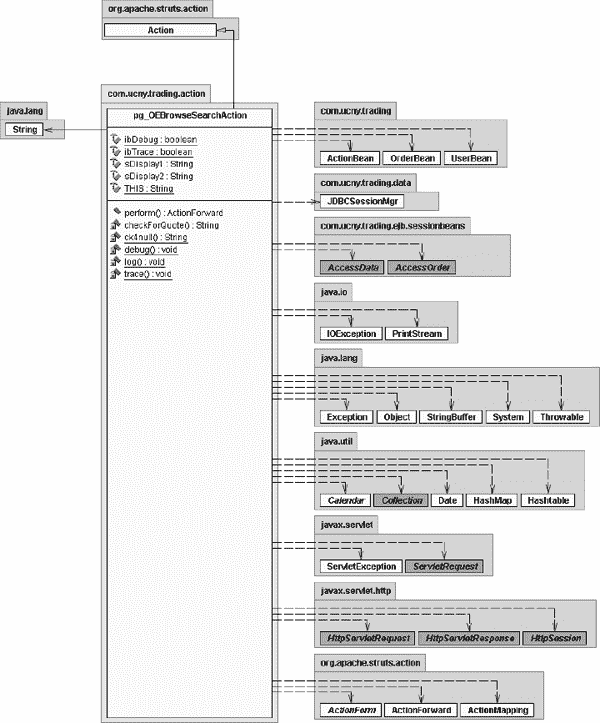 org.apache.struts.action
Action
com.ucny.trading.action
java.lang
String
pg_OEBrowseSearchAction
ibDebug : boolean
ibTrace : boolean
sDisplay1 : String
sDisplay2 : String
THIS : String
perform() : ActionForward
checkForQuote() : String
ck4null() : String
debug() : void
log() : void
trace() : void
com.ucny.trading
ActionBean OrderBean UserBean
com.ucny.trading.data
JDBCSessionMgr
com.ucny.trading.ejb.sessionbeans
AccessData AccessOrder
java.io
IOException PrintStream
java.lang
Exception Object StringBuffer System Throwable
java.util
Calendar Collection Date HashMap Hashtable
javax.servlet
ServletException ServletRequest
javax.servlet.http
HttpServletRequest HttpServletResponse HttpSession
org.apache.struts.action
ActionForm ActionForward ActionMapping